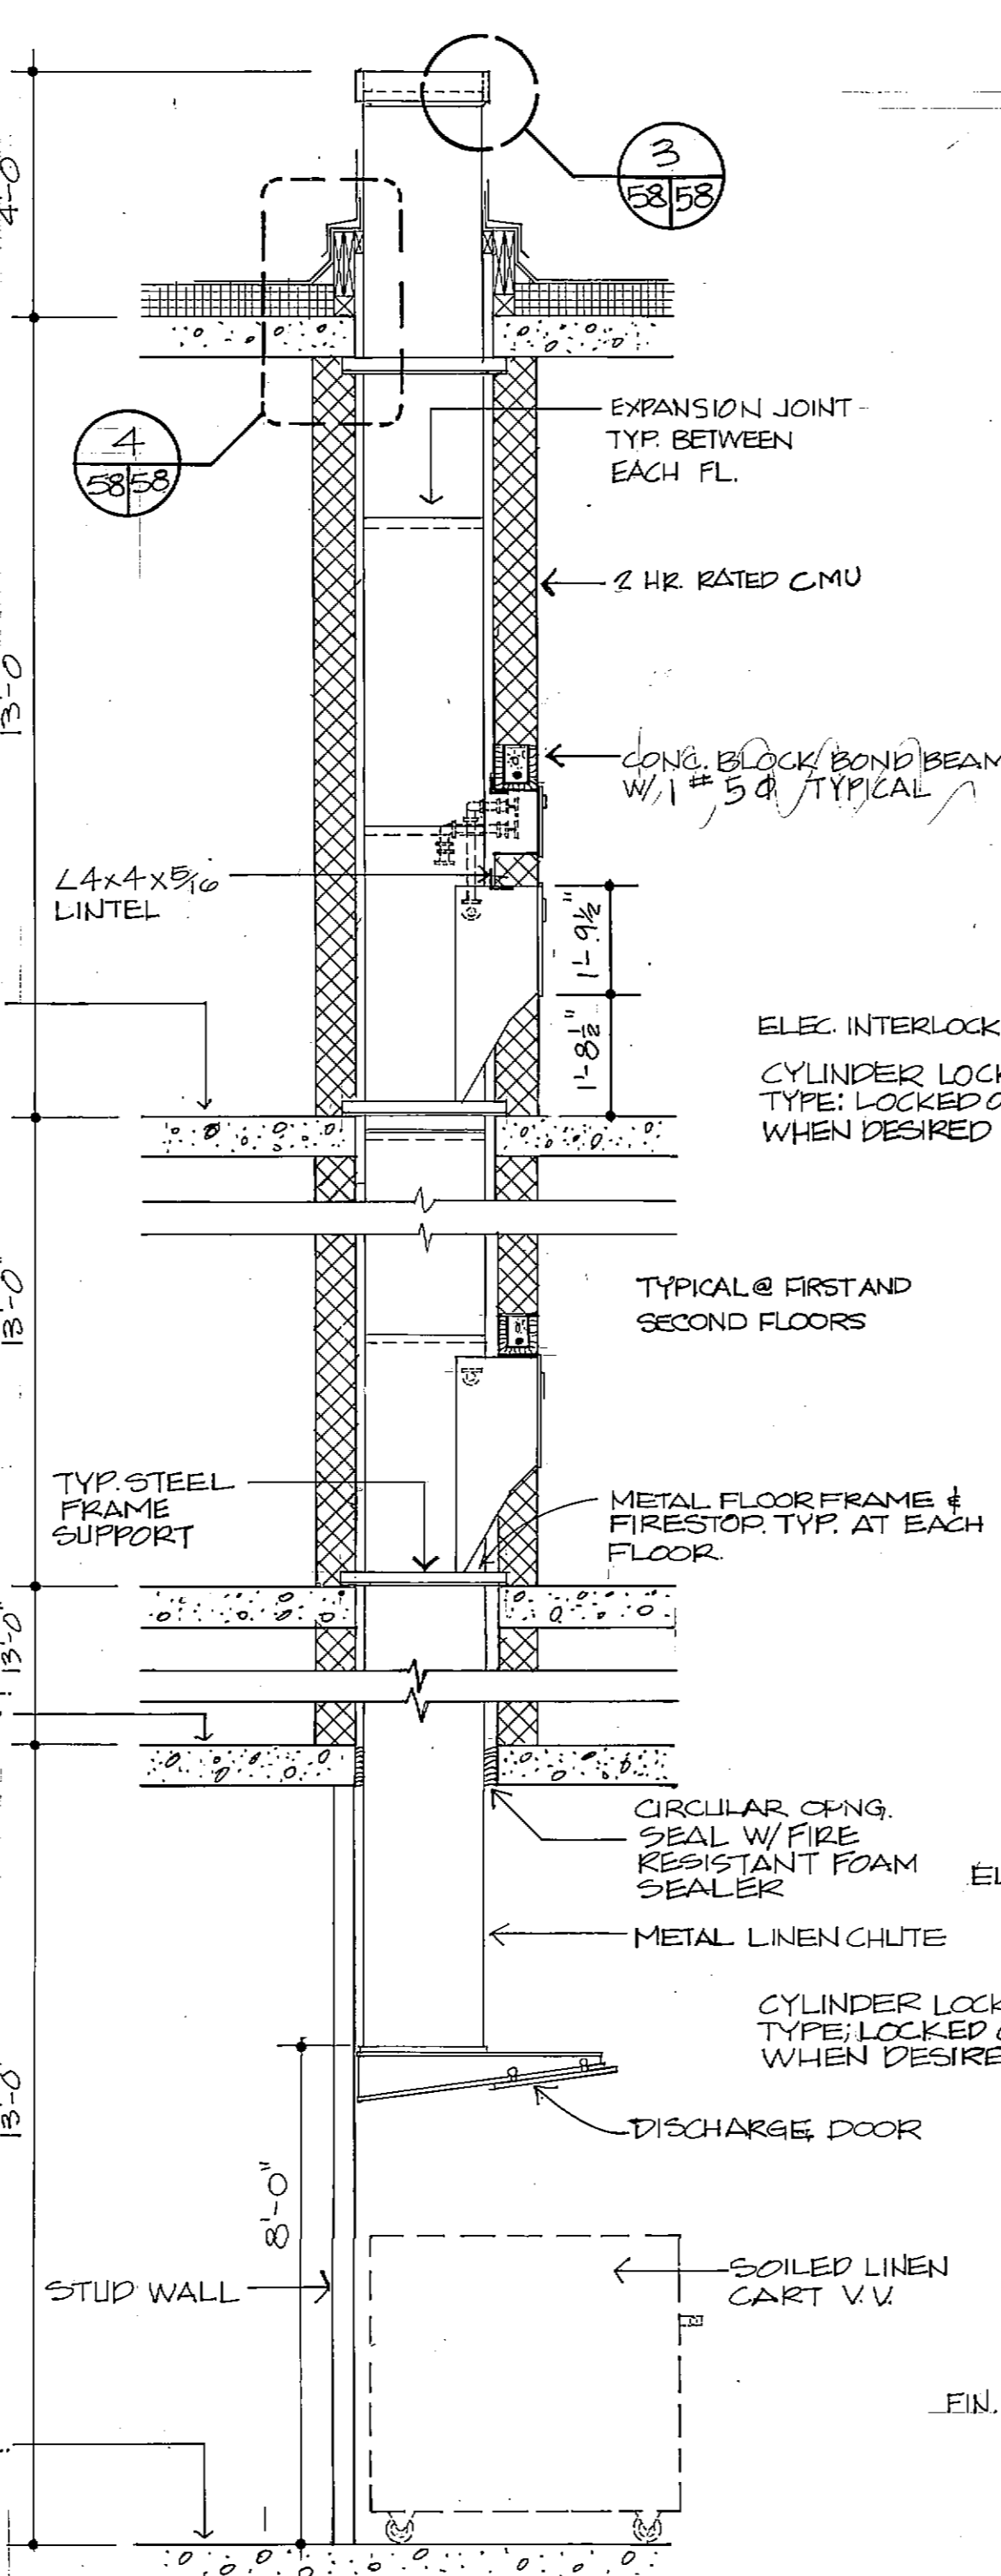 4'-0"
3
58 58
4
58 58
EXPANSION JOINT
TYP. BETWEEN
EACH FL.
2 HR. RATED CMU
13'-0"
CONC. BLOCK BOND BEAM
W/ 1 # 5 Φ TYPICAL
L4x4x5/16
LINTEL
1'-9½"
1'-8½"
ELEC. INTERLOCK
CYLINDER LOCK
TYPE: LOCKED
WHEN DESIRED
13'-0"
TYPICAL @ FIRST AND
SECOND FLOORS
TYP. STEEL
FRAME
SUPPORT
METAL FLOOR FRAME &
FIRESTOP. TYP. AT EACH
FLOOR.
13'-0"
CIRCULAR OPNG.
SEAL W/ FIRE
RESISTANT FOAM
SEALER
METAL LINEN CHUTE
CYLINDER LOCK
TYPE; LOCKED
WHEN DESIRE
13'-0"
DISCHARGE DOOR
8'-0"
STUD WALL
SOILED LINEN
CART V.V.
FIN.